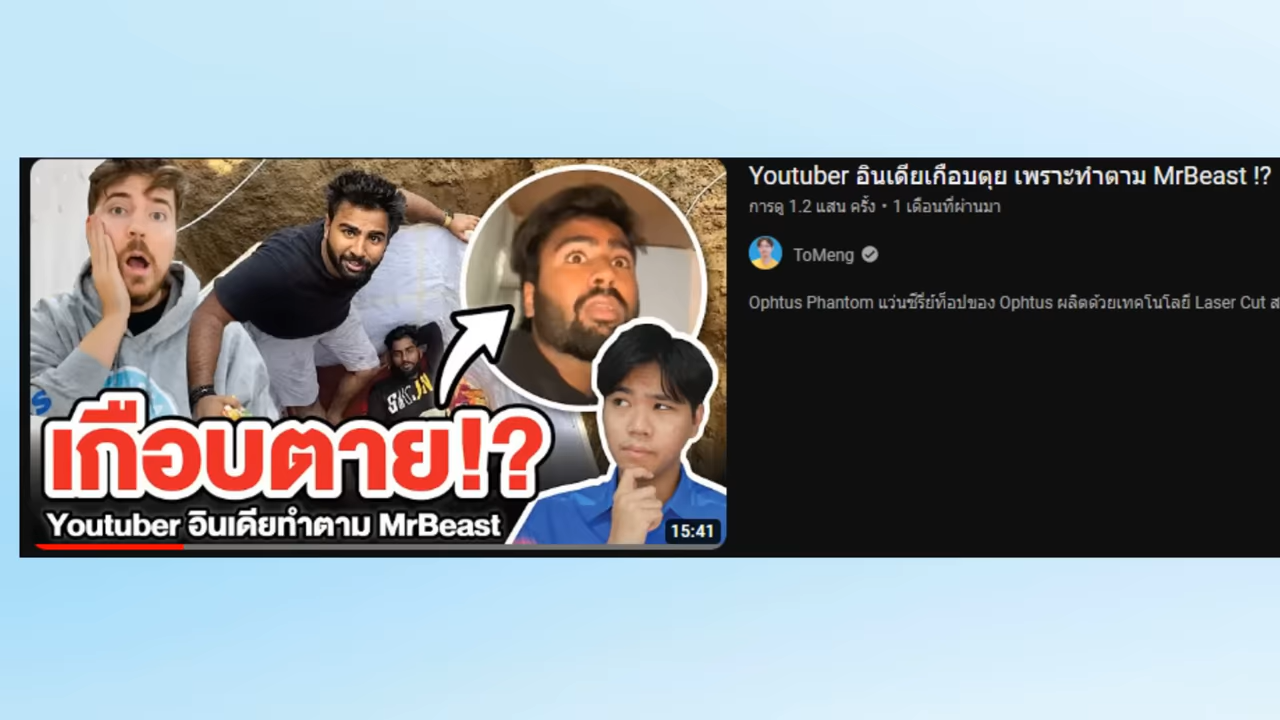 เกือบตาย!?
Youtuber อินเดียทำตาม MrBeast
15:41
Youtuber อินเดียเกือบตุย เพราะทำตาม MrBeast !?
การดู 1.2 แสน ครั้ง • 1 เดือนที่ผ่านมา
ToMeng
Ophtus Phantom แว่นซีรีย์ท็อปของ Ophtus ผลิตด้วยเทคโนโลยี Laser Cut ส